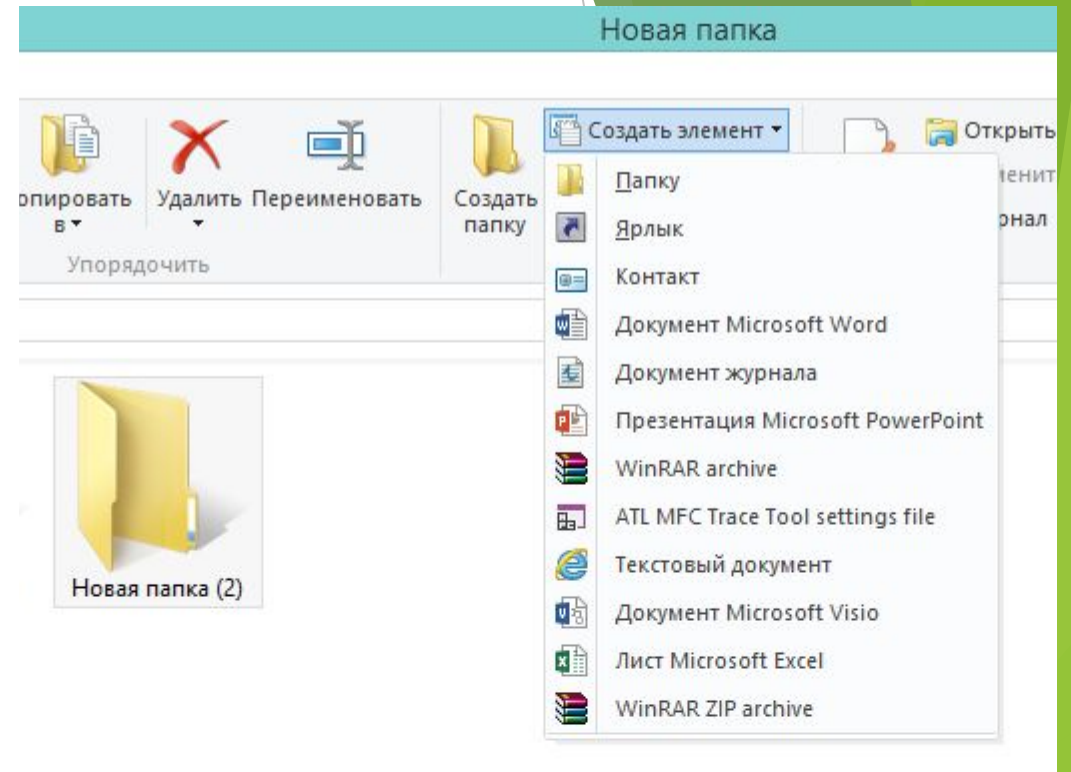 Новая папка
опировать
в
Удалить
Переименовать
Упорядочить
Создать
папку
Создать элемент
Открыть
енит
рнал
Папку
Ярлык
Контакт
Документ Microsoft Word
Документ журнала
Презентация Microsoft PowerPoint
WinRAR archive
ATL MFC Trace Tool settings file
Текстовый документ
Документ Microsoft Visio
Лист Microsoft Excel
WinRAR ZIP archive
Новая папка (2)